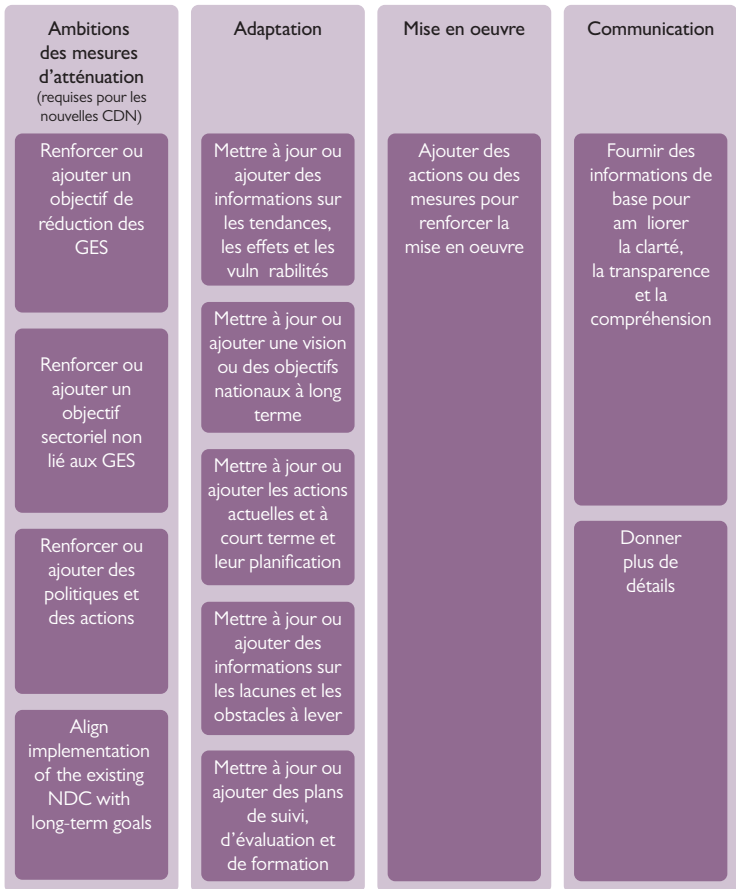 Ambitions
des mesures
d’atténuation
(requises pour les
nouvelles CDN)
Renforcer ou
ajouter un
objectif de
réduction des
GES
Renforcer ou
ajouter un
objectif
sectoriel non
lié aux GES
Renforcer ou
ajouter des
politiques et
des actions
Align
implementation
of the existing
NDC with
long-term goals
Adaptation
Mettre à jour ou
ajouter des
informations sur
les tendances,
les effets et les
vuln rabilités
Mettre à jour ou
ajouter une vision
ou des objectifs
nationaux à long
terme
Mettre à jour ou
ajouter les actions
actuelles et à
court terme et
leur planification
Mettre à jour ou
ajouter des
informations sur
les lacunes et les
obstacles à lever
Mettre à jour ou
ajouter des plans
de suivi,
d’évaluation et
de formation
Mise en oeuvre
Ajouter des
actions ou des
mesures pour
renforcer la
mise en oeuvre
Communication
Fournir des
informations de
base pour
am liorer
la clarté,
la transparence
et la
compréhension
Donner
plus de
détails